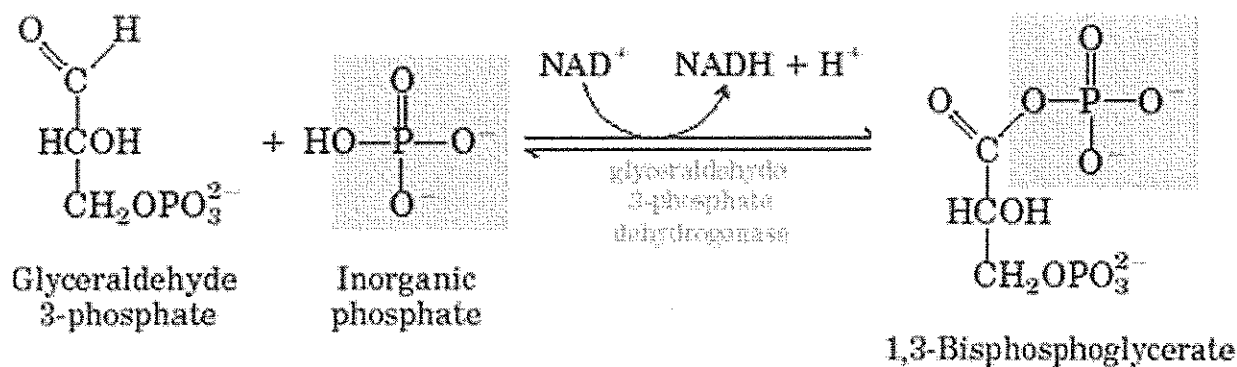 O H
C
HCOH
CH₂OPO₃²⁻
Glyceraldehyde
3-phosphate
+
O
HO—P—O⁻
O⁻
Inorganic
phosphate
NAD⁺ NADH + H⁺
glyceraldehyde
3-phosphate
dehydrogenase
O
O O—P—O⁻
C O⁻
HCOH
CH₂OPO₃²⁻
1,3-Bisphosphoglycerate